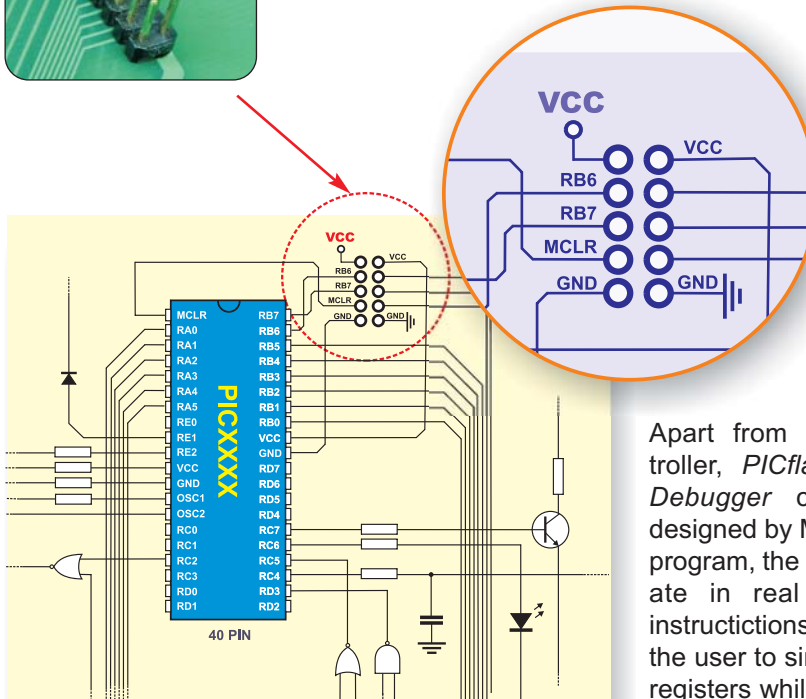 VCC
VCC
RB6
RB7
MCLR
GND
GND
VCC
VCC
RB6
RB7
MCLR
GND
GND
MCLR
RA0
RA1
RA2
RA3
RA4
RA5
RE0
RE1
RE2
VCC
GND
OSC1
OSC2
RC0
RC1
RC2
RC3
RD0
RD1
PICXXXX
RB7
RB6
RB5
RB4
RB3
RB2
RB1
RB0
VCC
GND
RD7
RD6
RD5
RD4
RC7
RC6
RC5
RC4
RD3
RD2
40 PIN
Apart from
troller, PICfla
Debugger
designed by M
program, the
ate in real
instructictions
the user to sin
registers whil